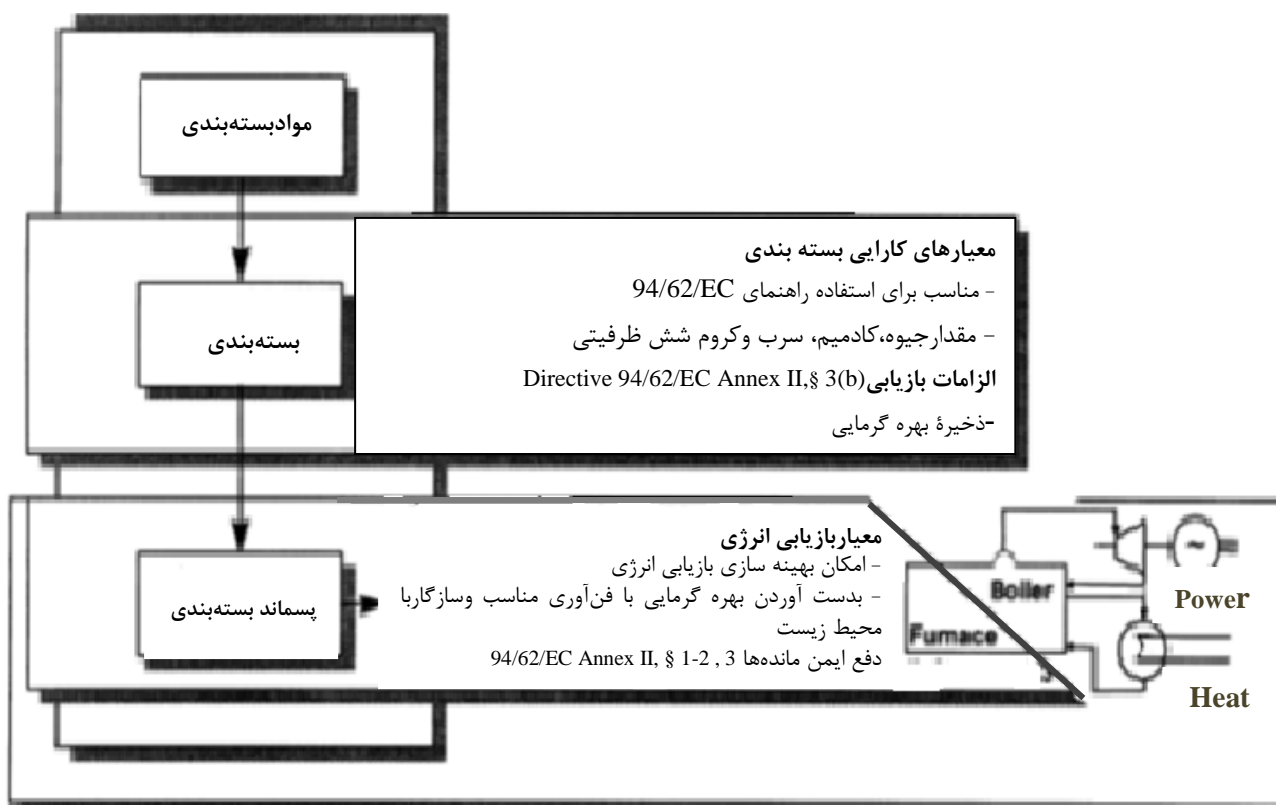 موادبسته‌بندی
بسته‌بندی
معیارهای کارایی بسته بندی
- مناسب برای استفاده راهنمای 94/62/EC
- مقدارجیوه،کادمیم، سرب وکروم شش ظرفیتی
الزامات بازیابی(Directive 94/62/EC Annex II,§ 3(b
-ذخیرۀ بهره گرمایی
پسماند بسته‌بندی
معیاربازیابی انرژی
- امکان بهینه سازی بازیابی انرژی
- بدست آوردن بهره گرمایی با فن‌آوری مناسب وسازگاربا
محیط زیست
دفع ایمن مانده‌ها 94/62/EC Annex II, § 1-2 , 3
Boiler
Furnace
~
Power
Heat